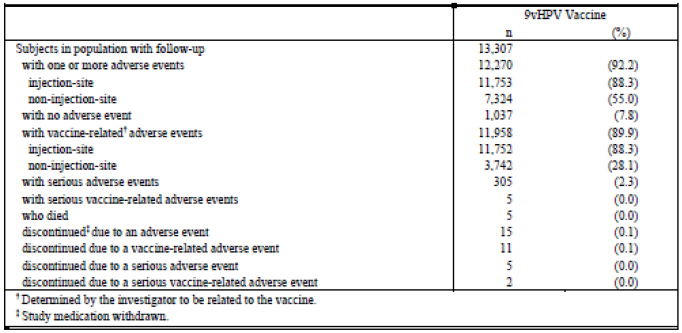 9vHPV Vaccine
n (%)
Subjects in population with follow-up 13,307
with one or more adverse events 12,270 (92.2)
injection-site 11,753 (88.3)
non-injection-site 7,324 (55.0)
with no adverse event 1,037 (7.8)
with vaccine-related† adverse events 11,958 (89.9)
injection-site 11,752 (88.3)
non-injection-site 3,742 (28.1)
with serious adverse events 305 (2.3)
with serious vaccine-related adverse events 5 (0.0)
who died 5 (0.0)
discontinued‡ due to an adverse event 15 (0.1)
discontinued due to a vaccine-related adverse event 11 (0.1)
discontinued due to a serious adverse event 5 (0.0)
discontinued due to a serious vaccine-related adverse event 2 (0.0)
† Determined by the investigator to be related to the vaccine.
‡ Study medication withdrawn.